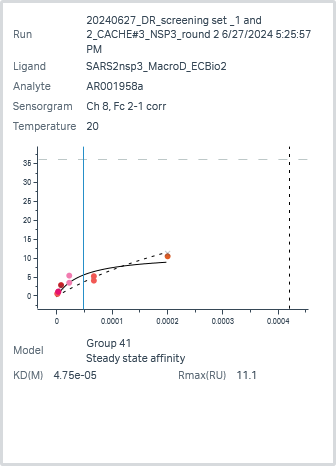 Run 20240627_DR_screening set _1 and
2_CACHE#3_NSP3_round 2 6/27/2024 5:25:57
PM
Ligand SARS2nsp3_MacroD_ECBio2
Analyte AR001958a
Sensorgram Ch 8, Fc 2-1 corr
Temperature 20
35
30
25
20
15
10
5
0
0 0.0001 0.0002 0.0003 0.0004
Model Group 41
Steady state affinity
KD(M) 4.75e-05 Rmax(RU) 11.1